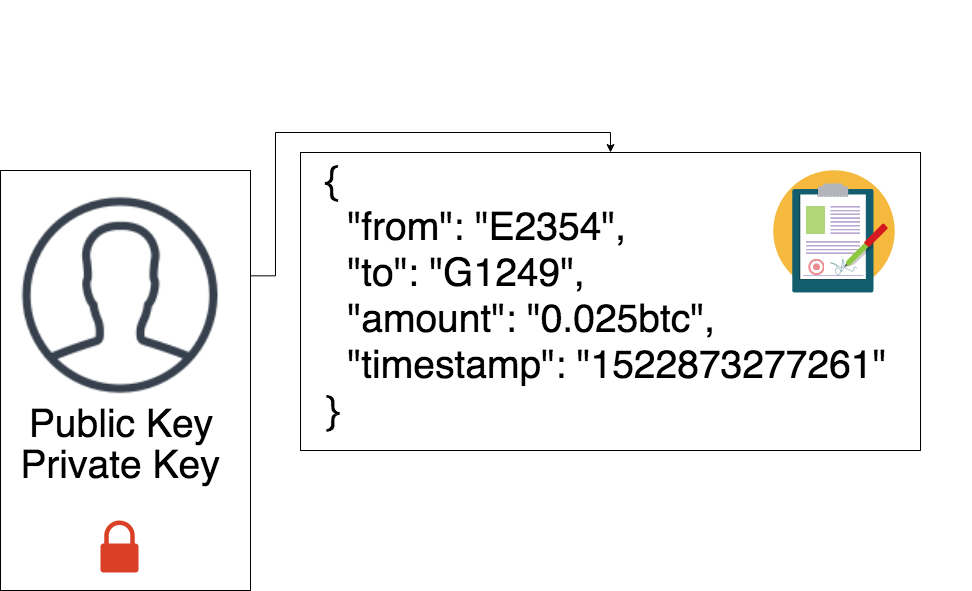 Public Key
Private Key
{
"from": "E2354",
"to": "G1249",
"amount": "0.025btc",
"timestamp": "1522873277261"
}